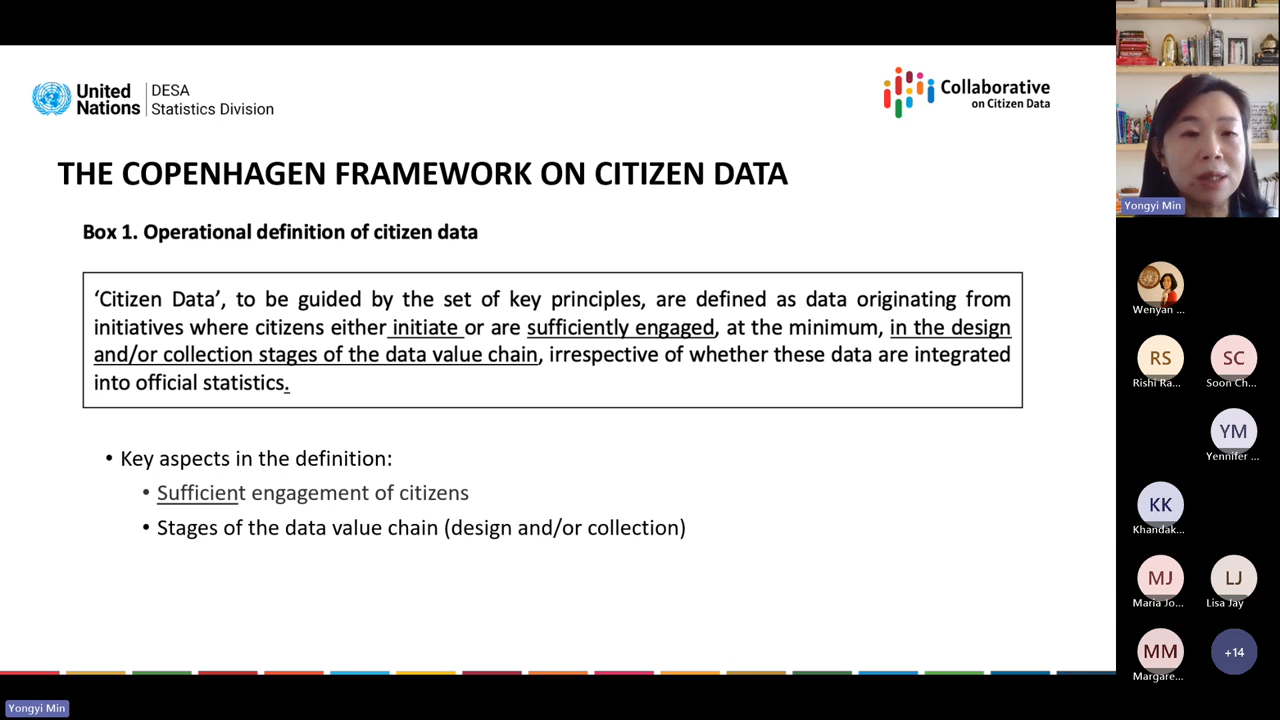 United
Nations
DESA
Statistics Division
Collaborative
on Citizen Data
THE COPENHAGEN FRAMEWORK ON CITIZEN DATA
Box 1. Operational definition of citizen data
‘Citizen Data’, to be guided by the set of key principles, are defined as data originating from
initiatives where citizens either initiate or are sufficiently engaged, at the minimum, in the design
and/or collection stages of the data value chain, irrespective of whether these data are integrated
into official statistics.
• Key aspects in the definition:
• Sufficient engagement of citizens
• Stages of the data value chain (design and/or collection)
Yongyi Min
Wenyan ...
RS
Rishi Ra...
SC
Soon Ch...
YM
Yennifer ...
KK
Khandak...
MJ
Maria Jo...
LJ
Lisa Jay
MM
Margare...
+14
Yongyi Min